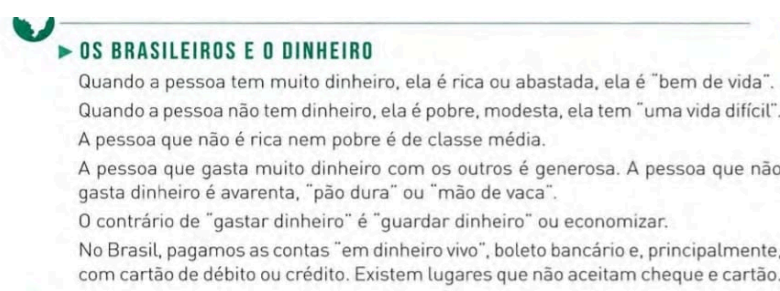 OS BRASILEIROS E O DINHEIRO
Quando a pessoa tem muito dinheiro, ela é rica ou abastada, ela é "bem de vida".
Quando a pessoa não tem dinheiro, ela é pobre, modesta, ela tem "uma vida difícil".
A pessoa que não é rica nem pobre é de classe média.
A pessoa que gasta muito dinheiro com os outros é generosa. A pessoa que não
gasta dinheiro é avarenta, "pão dura" ou "mão de vaca".
O contrário de "gastar dinheiro" é "guardar dinheiro" ou economizar.
No Brasil, pagamos as contas "em dinheiro vivo", boleto bancário e, principalmente,
com cartão de débito ou crédito. Existem lugares que não aceitam cheque e cartão.